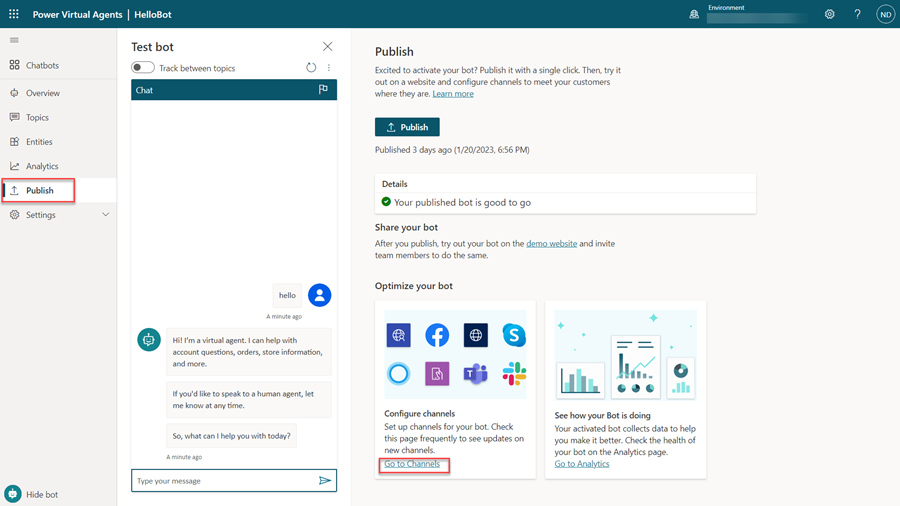 Power Virtual Agents | HelloBot
Environment
ND
Chatbots
Overview
Topics
Entities
Analytics
Publish
Settings
Hide bot
Test bot
Track between topics
Chat
hello
A minute ago
Hi! I'm a virtual agent. I can help with
account questions, orders, store information,
and more.
If you'd like to speak to a human agent, let
me know at any time.
So, what can I help you with today?
A minute ago
Type your message
Publish
Excited to activate your bot? Publish it with a single click. Then, try it
out on a website and configure channels to meet your customers
where they are. Learn more
Publish
Published 3 days ago (1/20/2023, 6:56 PM)
Details
Your published bot is good to go
Share your bot
After you publish, try out your bot on the demo website and invite
team members to do the same.
Optimize your bot
Configure channels
Set up channels for your bot. Check
this page frequently to see updates on
new channels.
Go to Channels
See how your Bot is doing
Your activated bot collects data to help
you make it better. Check the health of
your bot on the Analytics page.
Go to Analytics